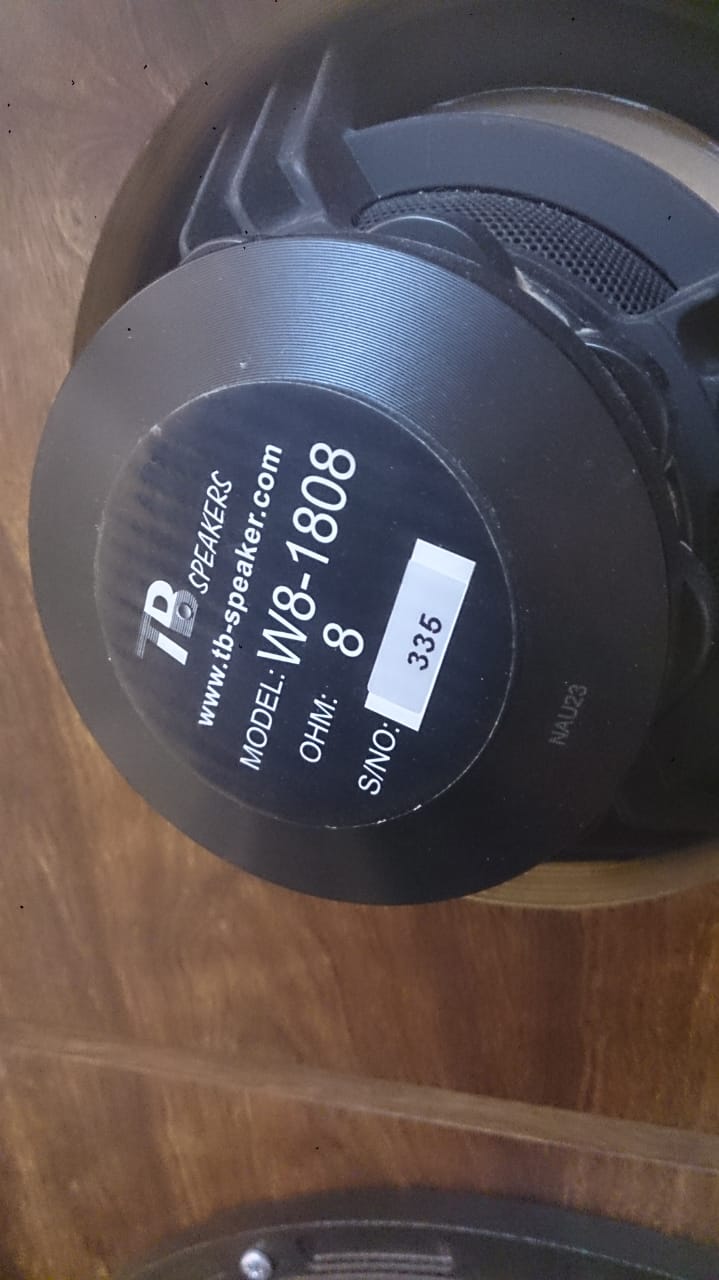 TB SPEAKERS
www.tb-speaker.com
MODEL: W8-1808
OHM: 8
S/NO: 335
NAU23